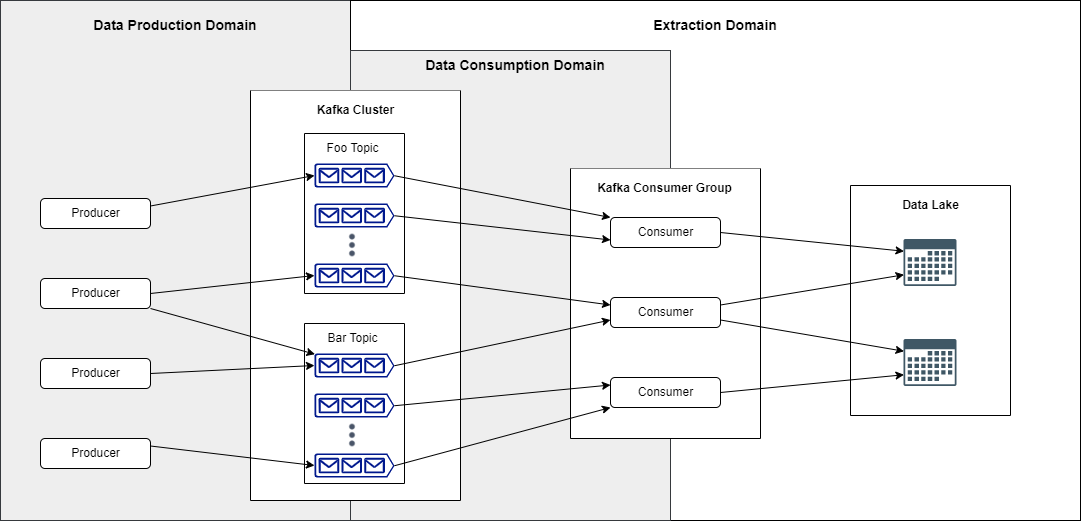 Data Production Domain
Extraction Domain
Data Consumption Domain
Kafka Cluster
Foo Topic
Kafka Consumer Group
Data Lake
Producer
Consumer
Producer
Consumer
Bar Topic
Producer
Consumer
Producer